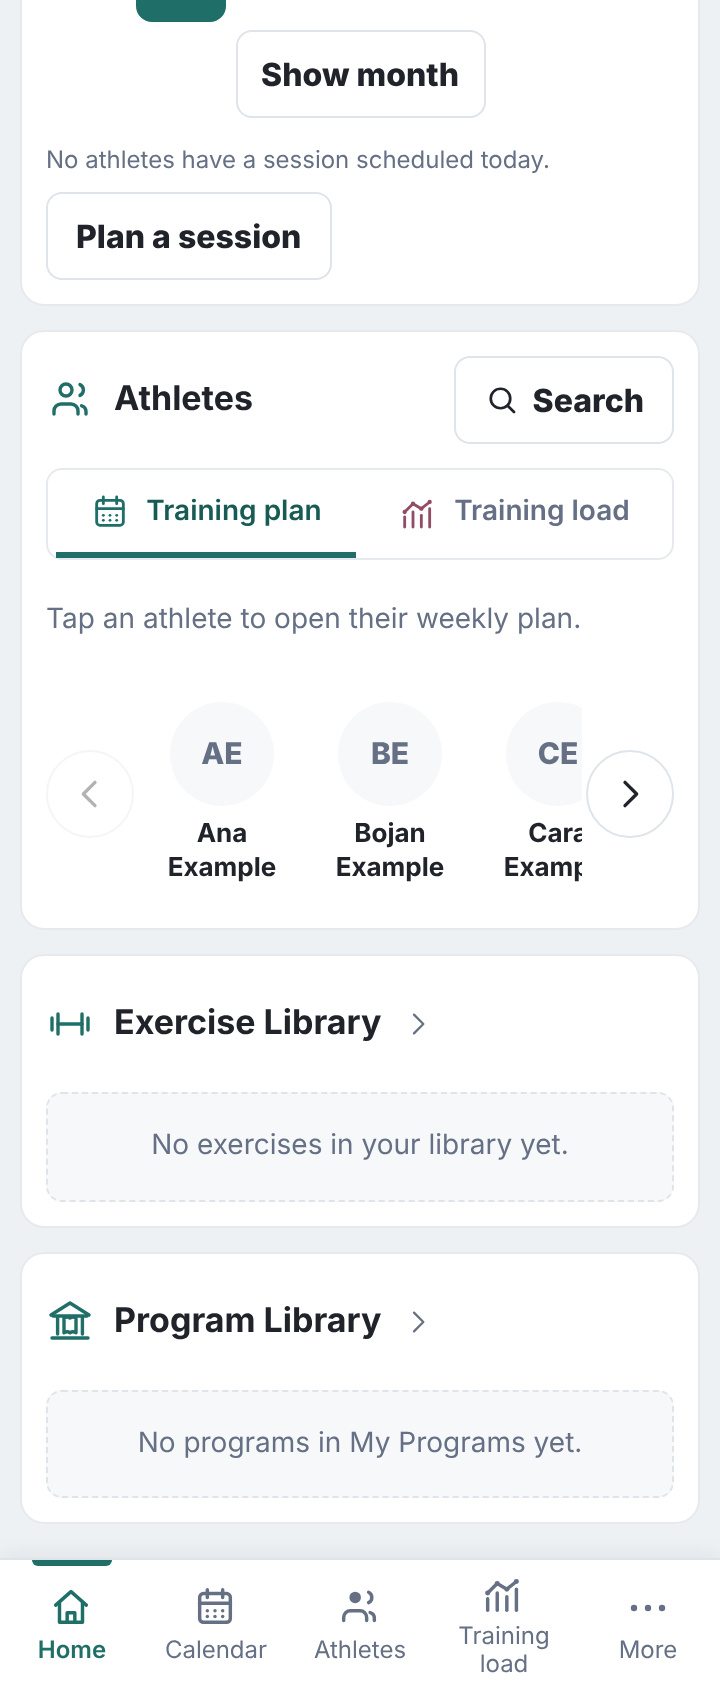 Show month
No athletes have a session scheduled today.
Plan a session
Athletes
Search
Training plan
Training load
Tap an athlete to open their weekly plan.
AE
BE
CE
Ana
Example
Bojan
Example
Cara
Examp
Exercise Library
No exercises in your library yet.
Program Library
No programs in My Programs yet.
Home
Calendar
Athletes
Training
load
More